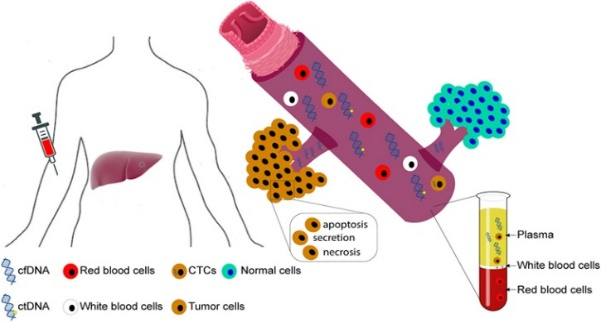 apoptosis
secretion
necrosis
Plasma
White blood cells
Red blood cells
cfDNA Red blood cells CTCs Normal cells
ctDNA White blood cells Tumor cells